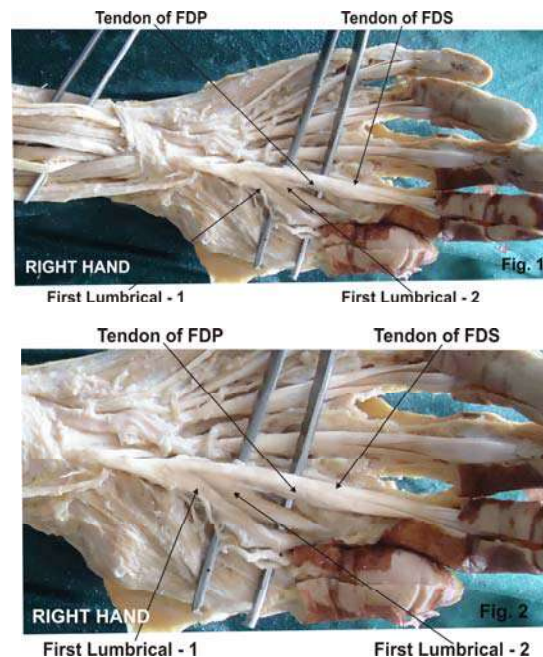 Tendon of FDP Tendon of FDS
RIGHT HAND Fig. 1
First Lumbrical - 1 First Lumbrical - 2
Tendon of FDP Tendon of FDS
RIGHT HAND Fig. 2
First Lumbrical - 1 First Lumbrical - 2